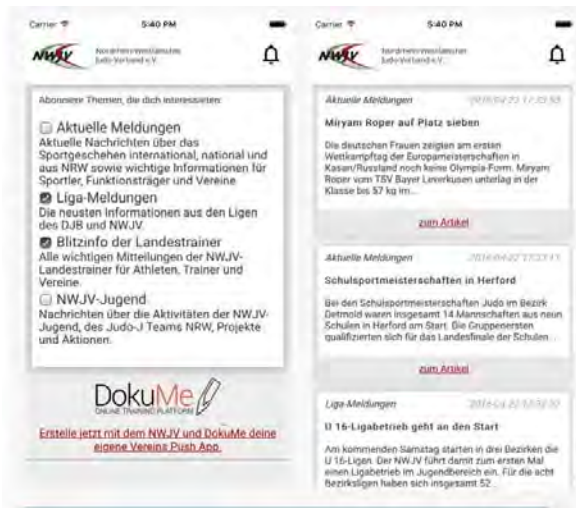 Carrier 5:40 PM
NWJV Nordrhein-Westfälischer
Judo-Verband e.V.
Abonniere Themen, die dich interessieren:
Aktuelle Meldungen
Aktuelle Nachrichten über das
Sportgeschehen international, national und
aus NRW sowie wichtige Informationen für
Sportler, Funktionsträger und Vereine
Liga-Meldungen
Die neusten Informationen aus den Ligen
des DJB und NWJV.
Blitzinfo der Landestrainer
Alle wichtigen Mitteilungen der NWJV-
Landestrainer für Athleten, Trainer und
Vereine.
NWJV-Jugend
Nachrichten über die Aktivitäten der NWJV-
Jugend, des Judo-J Teams NRW, Projekte
und Aktionen.
DokuMe
ONLINE TRAINING PLATFORM
Erstelle jetzt mit dem NWJV und DokuMe deine
eigene Vereins Push App.
Carrier 5:40 PM
NWJV Nordrhein-Westfälischer
Judo-Verband e.V.
Aktuelle Meldungen
Miryam Roper auf Platz sieben
Die deutschen Frauen zeigten am ersten
Wettkampftag der Europameisterschaften in
Kasan/Russland noch keine Olympia-Form. Miryam
Roper vom TSV Bayer Leverkusen unterlag in der
Klasse bis 57 kg im...
zum Artikel
Aktuelle Meldungen
Schulsportmeisterschaften in Herford
Bei den Schulsportmeisterschaften Judo im Bezirk
Detmold waren insgesamt 14 Mannschaften aus neun
Schulen in Herford am Start. Die Gruppenersten
qualifizierten sich für das Landesfinale der Schulen...
zum Artikel
Liga-Meldungen
U 16-Ligabetrieb geht an den Start
Am kommenden Samstag starten in drei Bezirken die
U 16-Ligen. Der NWJV führt damit zum ersten Mal
einen Ligabetrieb im Jugendbereich ein. Für die acht
Bezirksligen haben sich insgesamt 52...